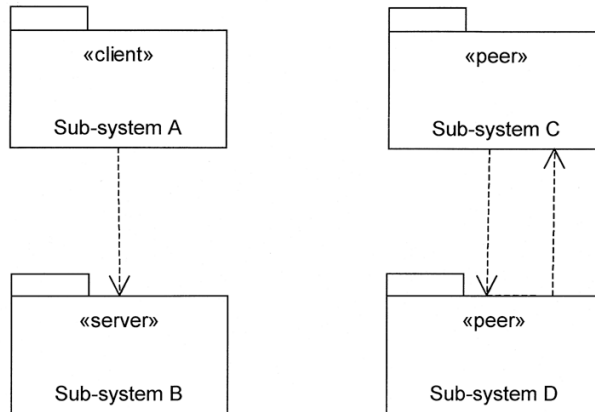 «client»
Sub-system A
«peer»
Sub-system C
«server»
Sub-system B
«peer»
Sub-system D